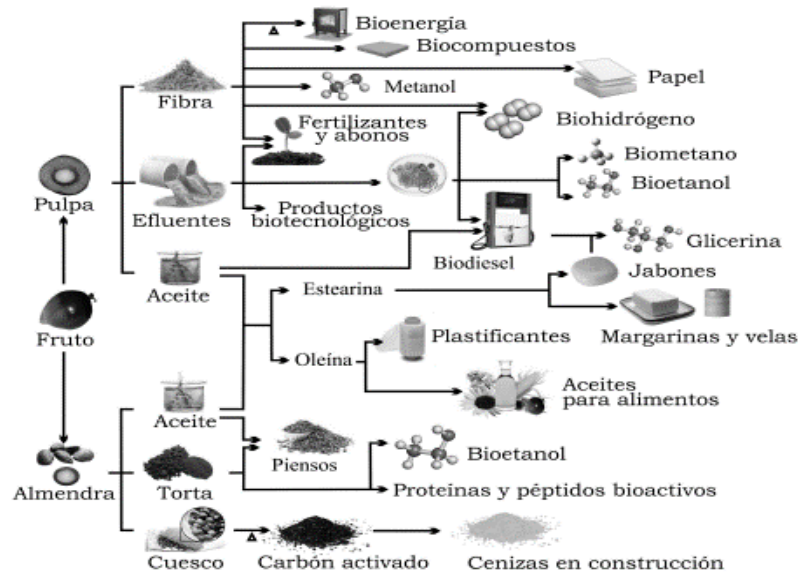 Bioenergía
Δ
Biocompuestos
Papel
Fibra
Metanol
Biohidrógeno
Fertilizantes
y abonos
Biometano
Bioetanol
Pulpa
Efluentes
Productos
biotecnológicos
Biodiesel
Glicerina
Jabones
Aceite
Estearina
Margarinas y velas
Fruto
Oleína
Plastificantes
Aceites
para alimentos
Aceite
Piensos
Bioetanol
Almendra
Torta
Proteínas y péptidos bioactivos
Δ
Cuesco
Carbón activado
Cenizas en construcción